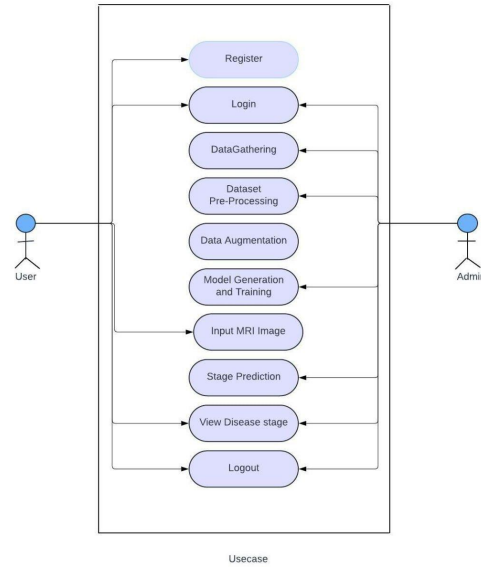 Register
Login
DataGathering
Dataset
Pre-Processing
Data Augmentation
Model Generation
and Training
Input MRI Image
Stage Prediction
View Disease stage
Logout
User
Admi
Usecase